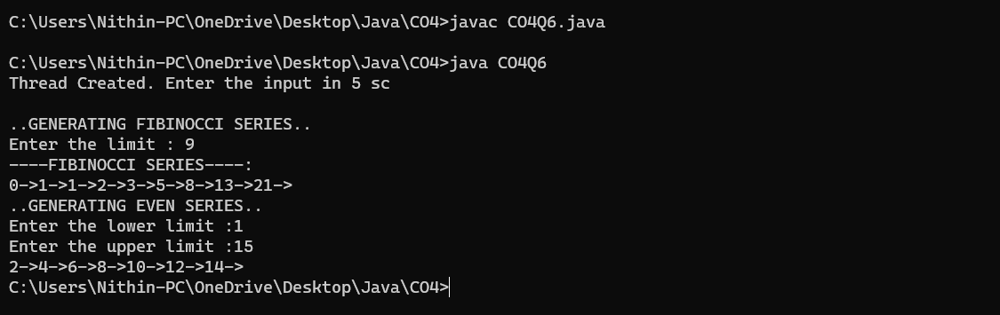 C:\Users\Nithin-PC\OneDrive\Desktop\Java\CO4>javac CO4Q6.java
C:\Users\Nithin-PC\OneDrive\Desktop\Java\CO4>java CO4Q6
Thread Created. Enter the input in 5 sc
..GENERATING FIBINOCCI SERIES..
Enter the limit : 9
----FIBINOCCI SERIES----:
0->1->1->2->3->5->8->13->21->
..GENERATING EVEN SERIES..
Enter the lower limit :1
Enter the upper limit :15
2->4->6->8->10->12->14->
C:\Users\Nithin-PC\OneDrive\Desktop\Java\CO4>